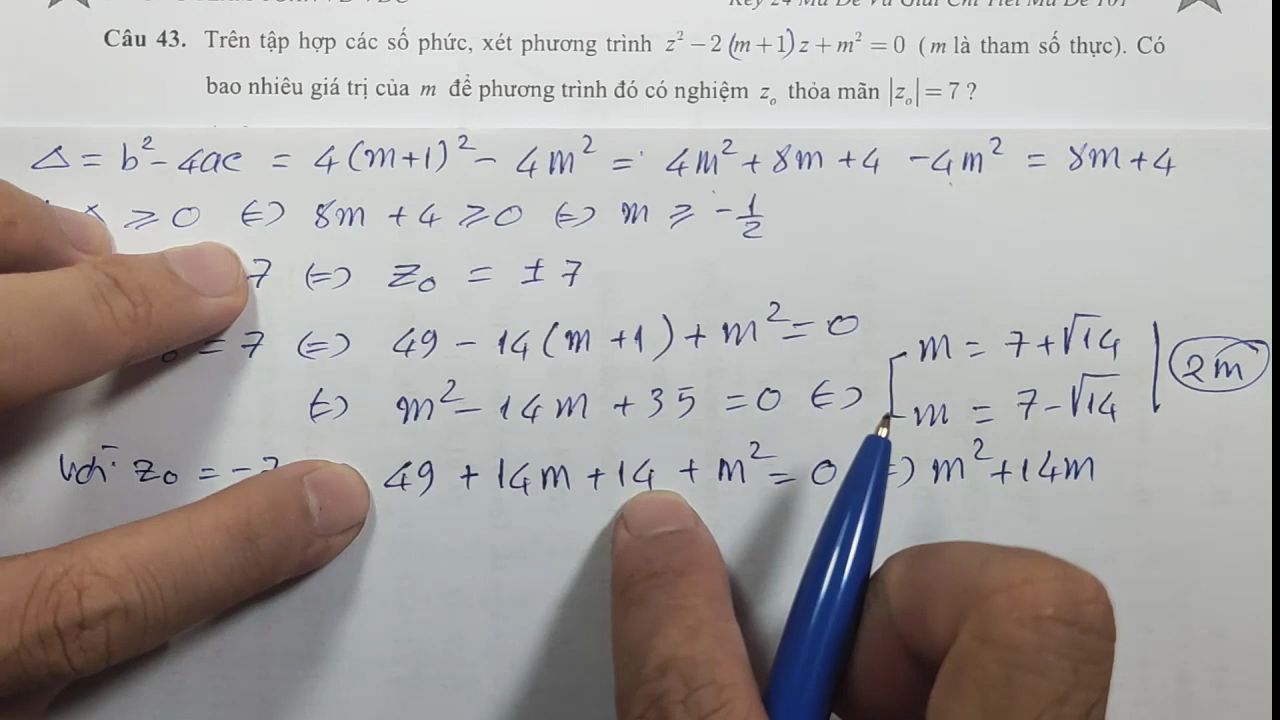 Câu 43. Trên tập hợp các số phức, xét phương trình z² − 2(m+1)z + m² = 0 (m là tham số thực). Có
bao nhiêu giá trị của m để phương trình đó có nghiệm z₀ thỏa mãn |z₀| = 7 ?
Δ = b² − 4ac = 4(m+1)² − 4m² = 4m² + 8m + 4 − 4m² = 8m + 4
⩾ 0 ⇔ 8m + 4 ⩾ 0 ⇔ m ⩾ −1/2
7 ⇔ z₀ = ±7
= 7 ⇔ 49 − 14(m+1) + m² = 0
⇔ m² − 14m + 35 = 0 ⇔ [ m = 7+√14
m = 7−√14 | 2m
Với z₀ = − 49 + 14m + 14 + m² = 0 m² + 14m